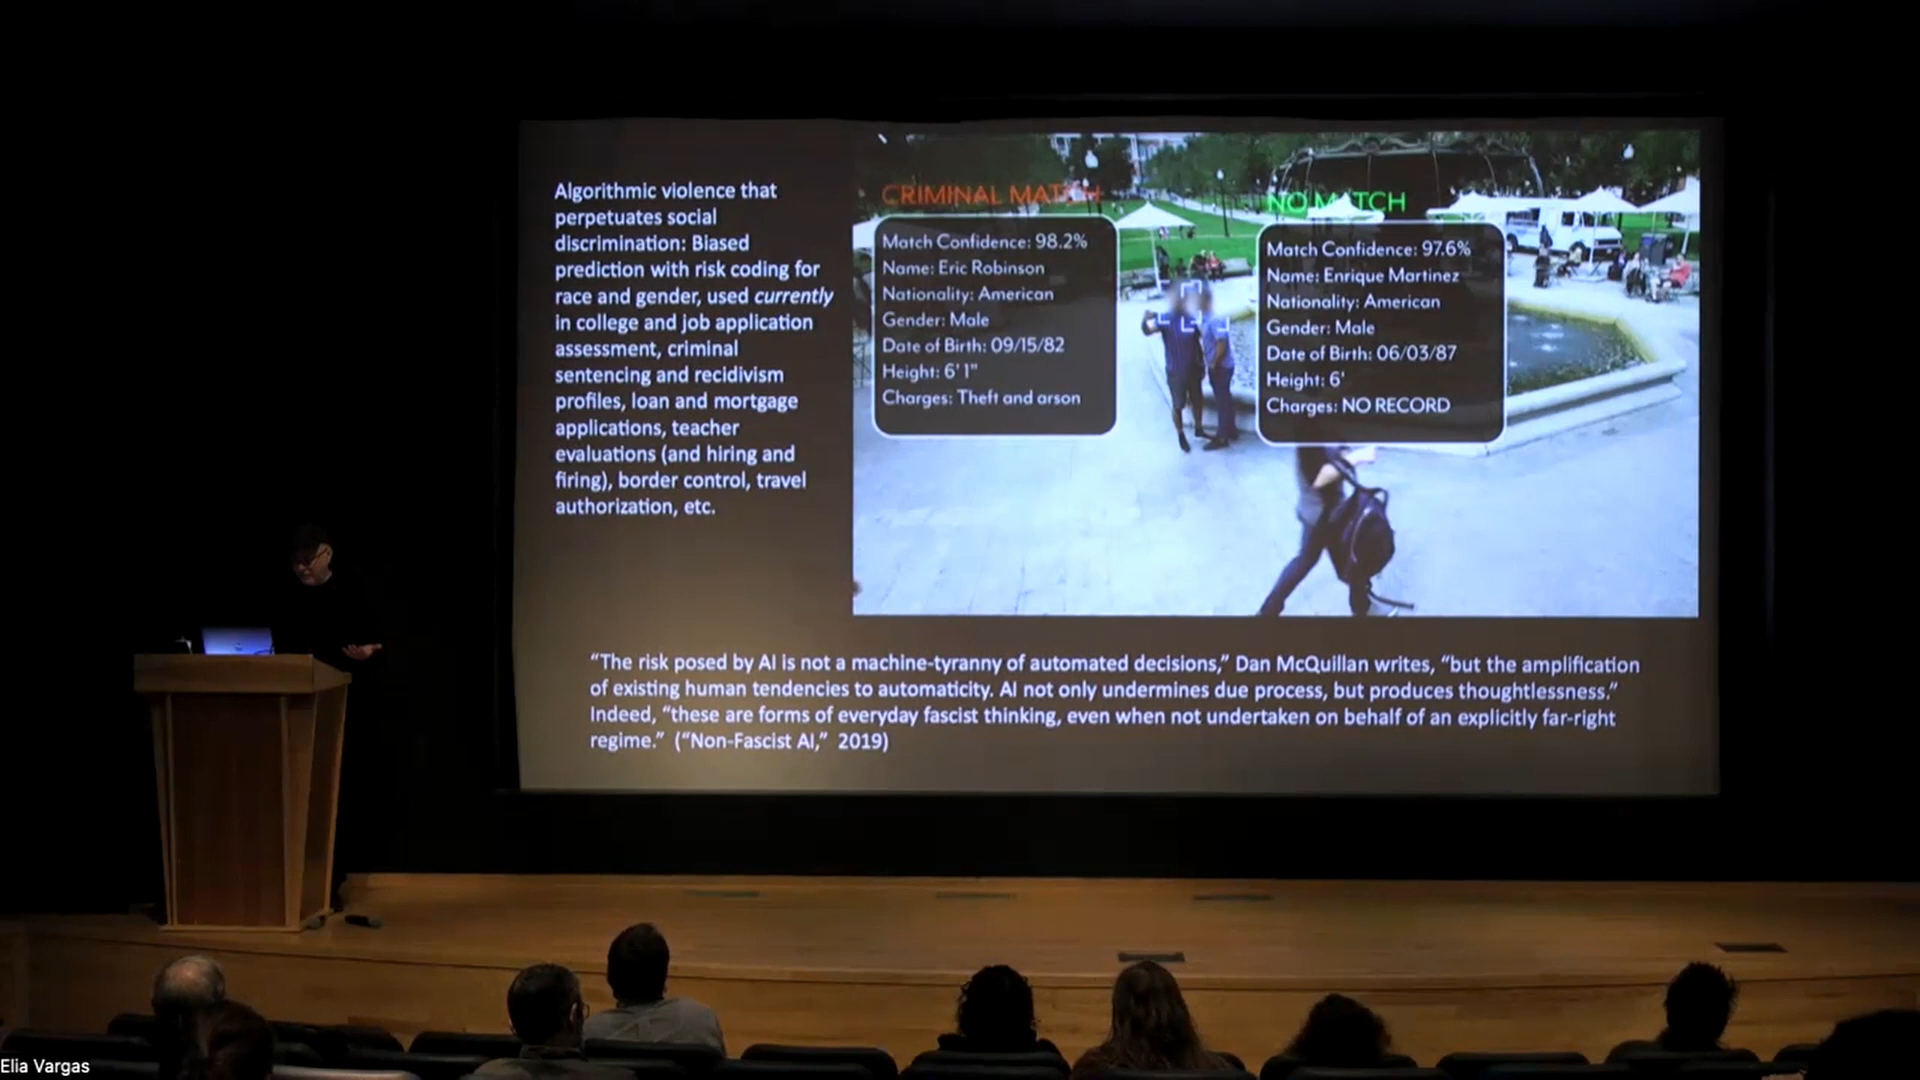 Algorithmic violence that
perpetuates social
discrimination: Biased
prediction with risk coding for
race and gender, used currently
in college and job application
assessment, criminal
sentencing and recidivism
profiles, loan and mortgage
applications, teacher
evaluations (and hiring and
firing), border control, travel
authorization, etc.
CRIMINAL MATCH
Match Confidence: 98.2%
Name: Eric Robinson
Nationality: American
Gender: Male
Date of Birth: 09/15/82
Height: 6' 1"
Charges: Theft and arson
NO MATCH
Match Confidence: 97.6%
Name: Enrique Martinez
Nationality: American
Gender: Male
Date of Birth: 06/03/87
Height: 6'
Charges: NO RECORD
“The risk posed by AI is not a machine-tyranny of automated decisions,” Dan McQuillan writes, “but the amplification
of existing human tendencies to automaticity. AI not only undermines due process, but produces thoughtlessness.”
Indeed, “these are forms of everyday fascist thinking, even when not undertaken on behalf of an explicitly far-right
regime.” (“Non-Fascist AI,” 2019)
Elia Vargas